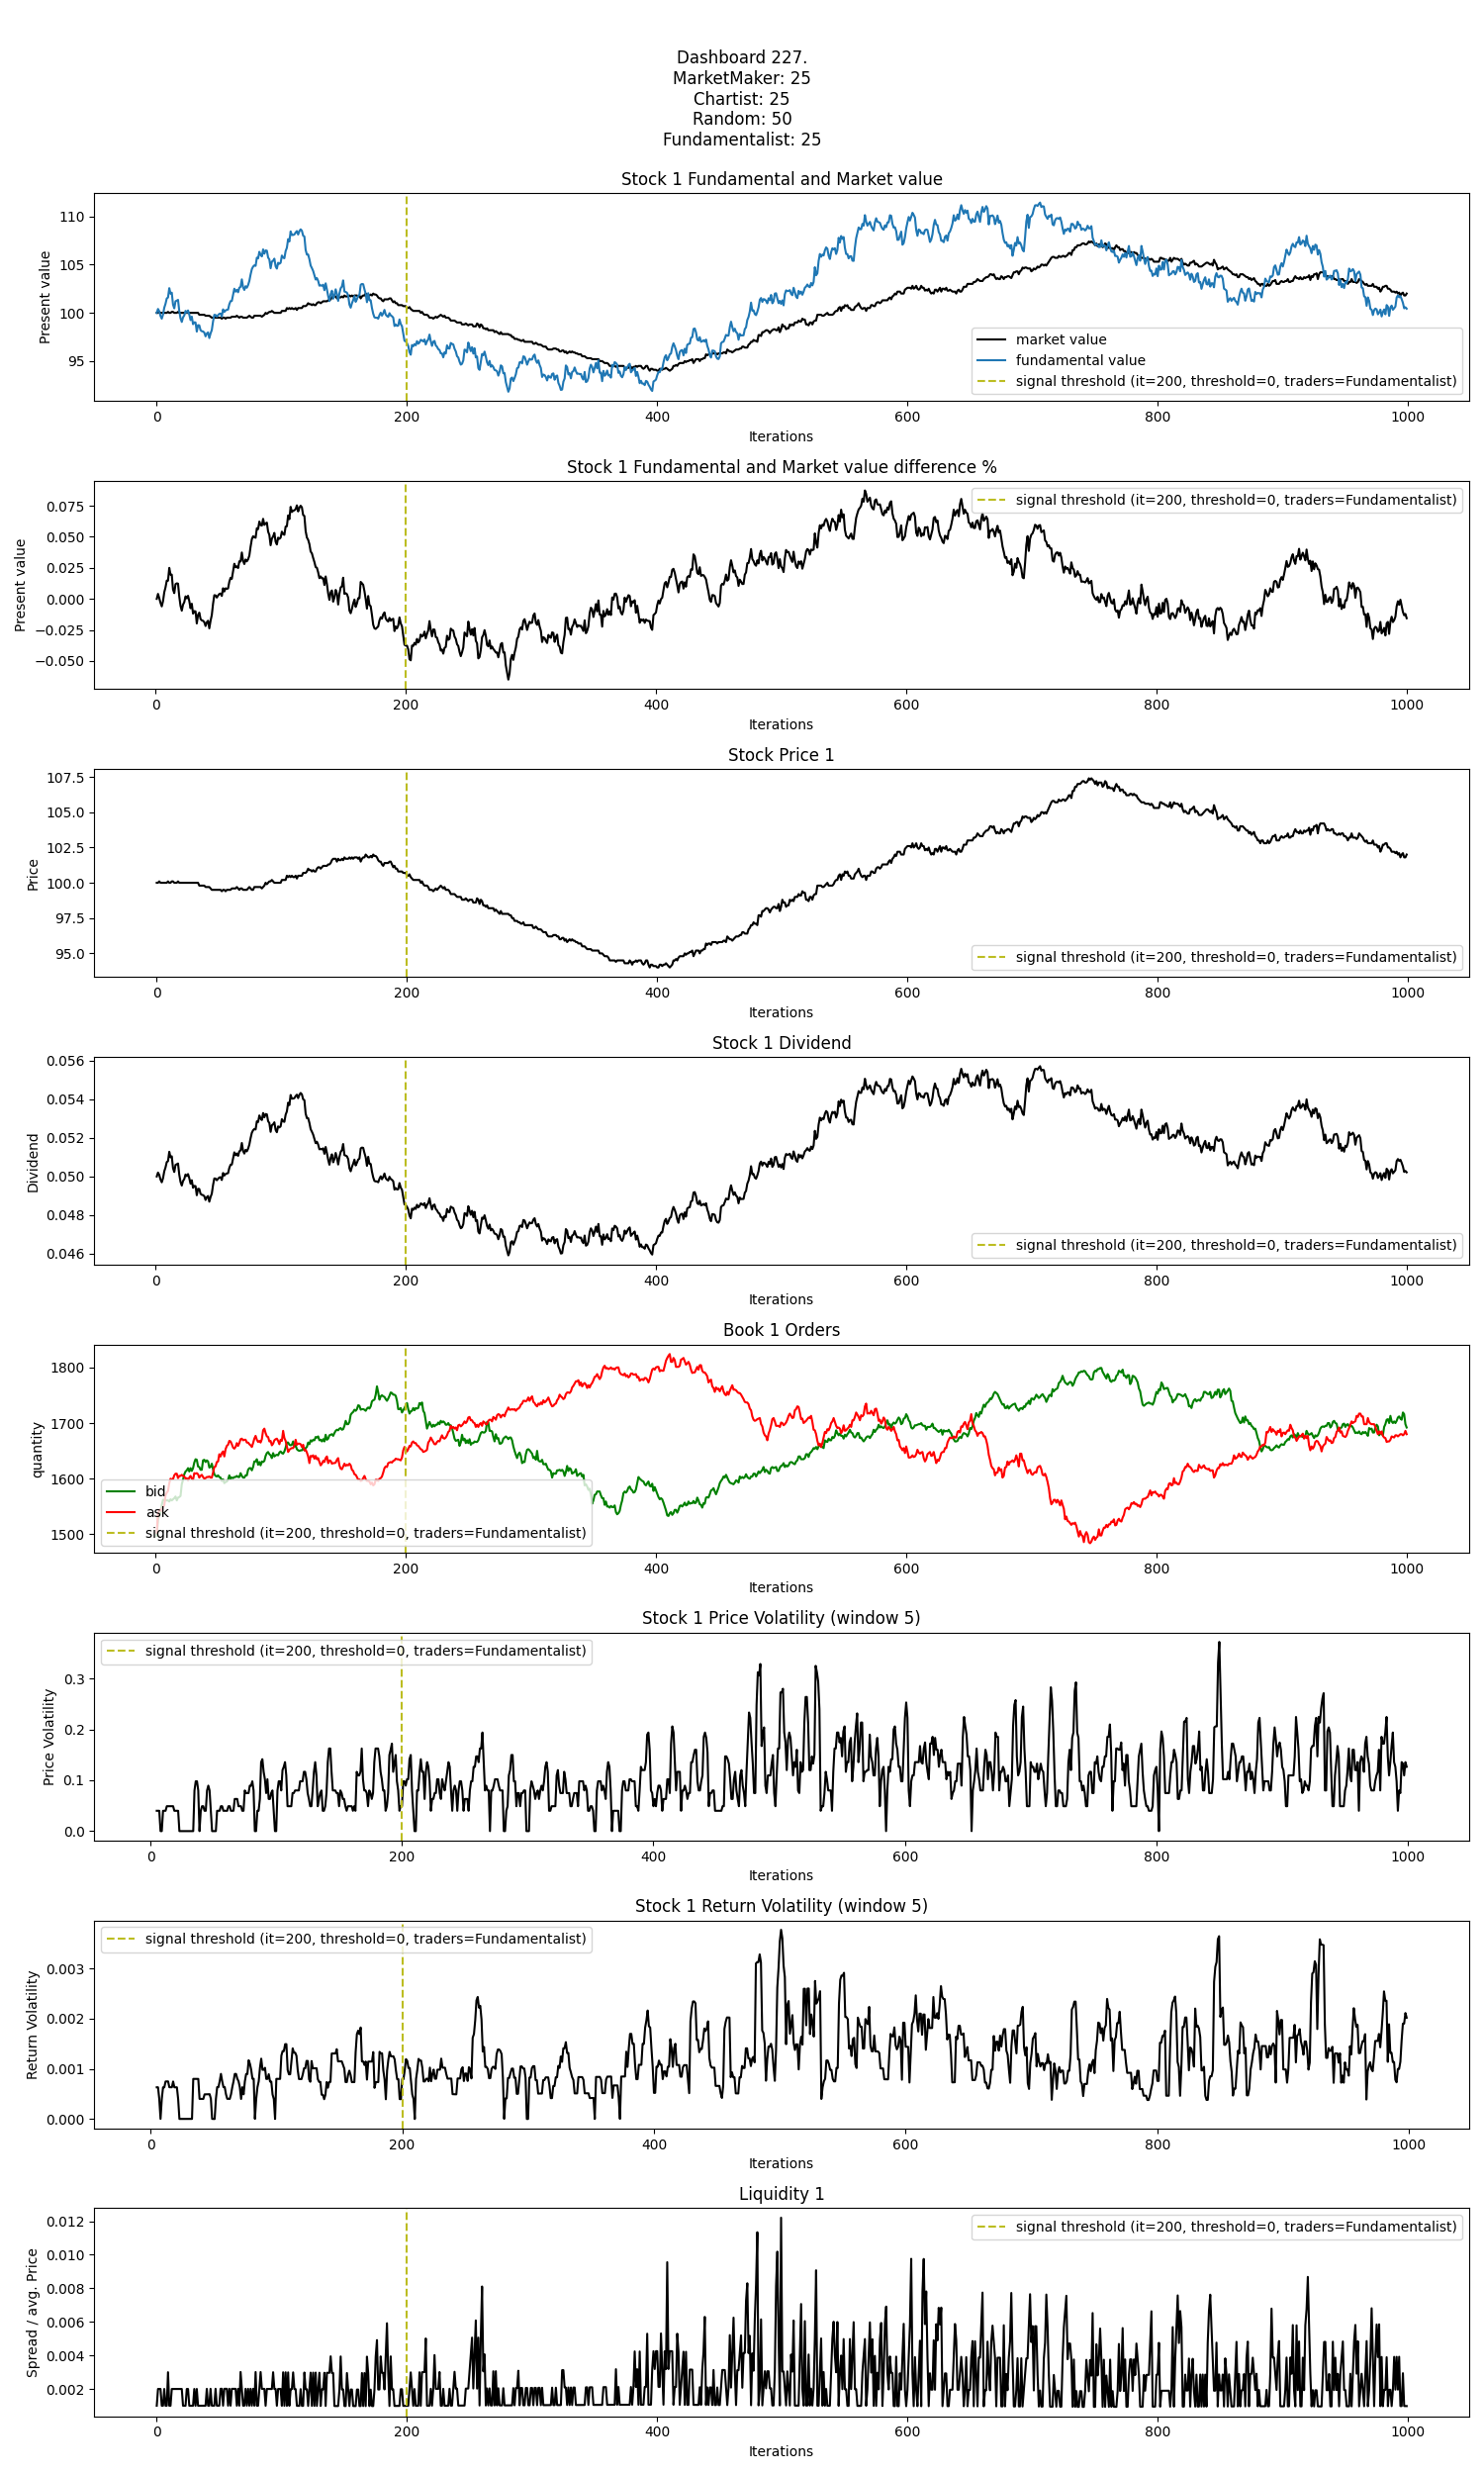 Dashboard 227.
MarketMaker: 25
Chartist: 25
Random: 50
Fundamentalist: 25
Stock 1 Fundamental and Market value
Present value
110
105
100
95
market value
fundamental value
signal threshold (it=200, threshold=0, traders=Fundamentalist)
0 200 400 600 800 1000
Iterations
Stock 1 Fundamental and Market value difference %
Present value
0.075
0.050
0.025
0.000
−0.025
−0.050
signal threshold (it=200, threshold=0, traders=Fundamentalist)
0 200 400 600 800 1000
Iterations
Stock Price 1
Price
107.5
105.0
102.5
100.0
97.5
95.0
signal threshold (it=200, threshold=0, traders=Fundamentalist)
0 200 400 600 800 1000
Iterations
Stock 1 Dividend
Dividend
0.056
0.054
0.052
0.050
0.048
0.046
signal threshold (it=200, threshold=0, traders=Fundamentalist)
0 200 400 600 800 1000
Iterations
Book 1 Orders
quantity
1800
1700
1600
1500
bid
ask
signal threshold (it=200, threshold=0, traders=Fundamentalist)
0 200 400 600 800 1000
Iterations
Stock 1 Price Volatility (window 5)
Price Volatility
0.3
0.2
0.1
0.0
signal threshold (it=200, threshold=0, traders=Fundamentalist)
0 200 400 600 800 1000
Iterations
Stock 1 Return Volatility (window 5)
Return Volatility
0.003
0.002
0.001
0.000
signal threshold (it=200, threshold=0, traders=Fundamentalist)
0 200 400 600 800 1000
Iterations
Liquidity 1
Spread / avg. Price
0.012
0.010
0.008
0.006
0.004
0.002
signal threshold (it=200, threshold=0, traders=Fundamentalist)
0 200 400 600 800 1000
Iterations